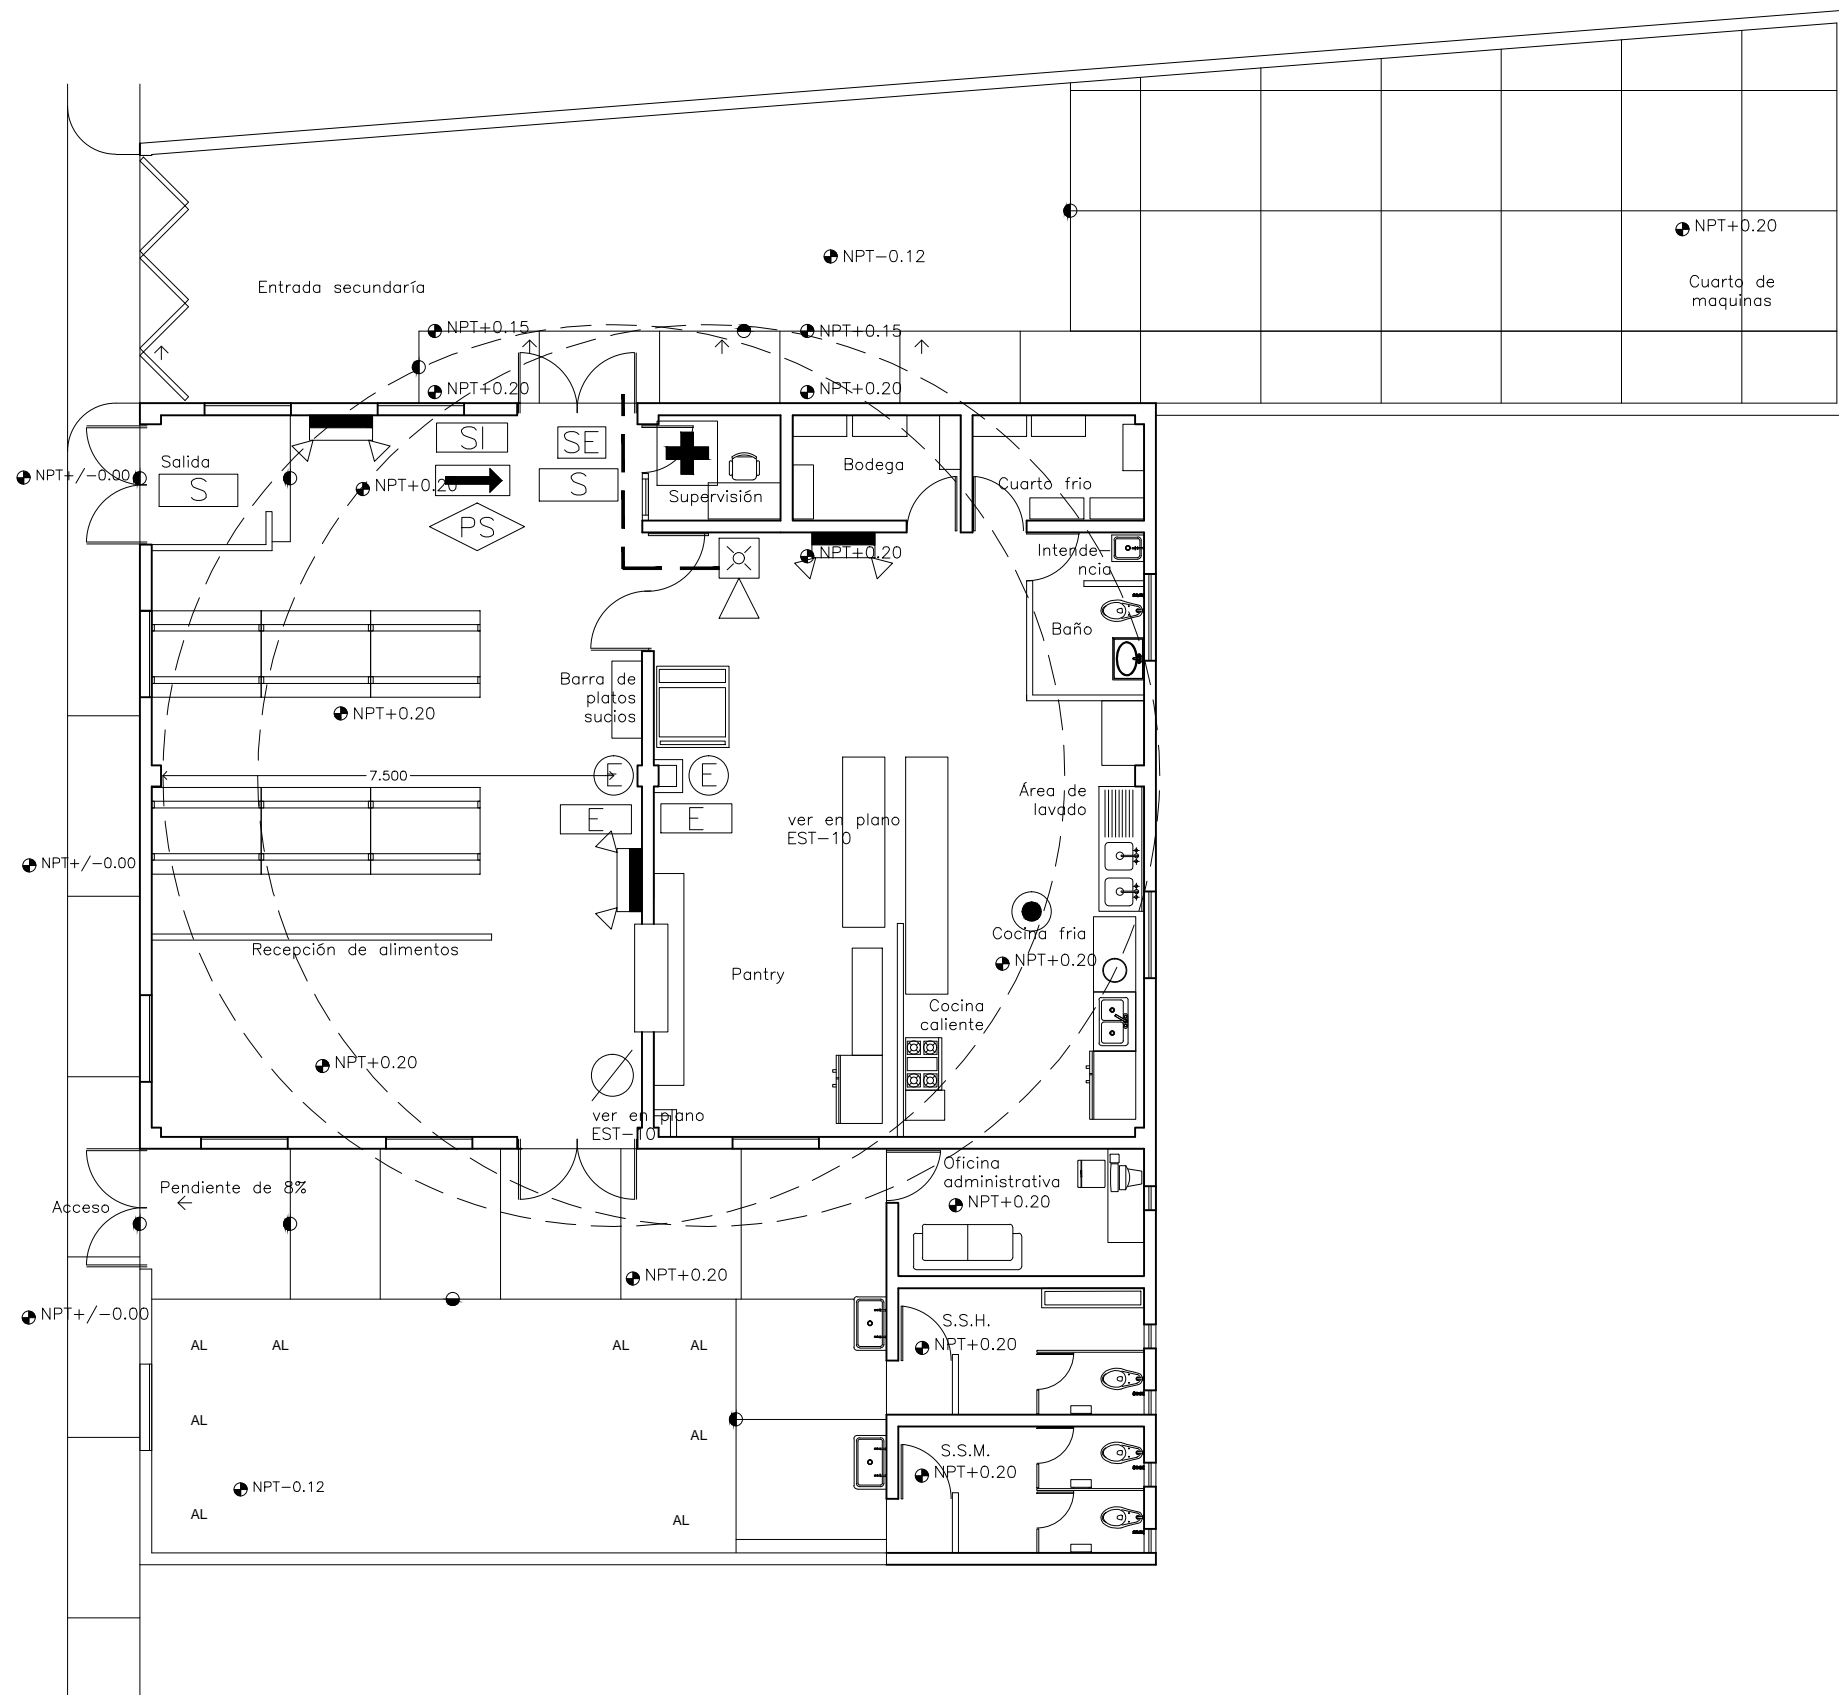 NPT+0.20
NPT-0.12
Cuarto de
maquinas
Entrada secundaría
NPT+0.15
NPT+0.15
NPT+0.20
NPT+0.20
SI
SE
Salida
NPT+/-0.00
S
NPT+0.20
S
PS
Supervisión
Bodega
Cuarto frio
NPT+0.20
Intende-
ncia
Baño
Barra de
platos
sucios
NPT+0.20
7.500
E
E
E
E
ver en plano
EST-10
Área de
lavado
NPT+/-0.00
Recepción de alimentos
Cocina fria
NPT+0.20
Pantry
Cocina
caliente
NPT+0.20
ver en plano
EST-10
Oficina
administrativa
NPT+0.20
Pendiente de 8%
Acceso
NPT+0.20
NPT+/-0.00
S.S.H.
NPT+0.20
AL
AL
AL
AL
AL
AL
S.S.M.
NPT+0.20
NPT-0.12
AL
AL